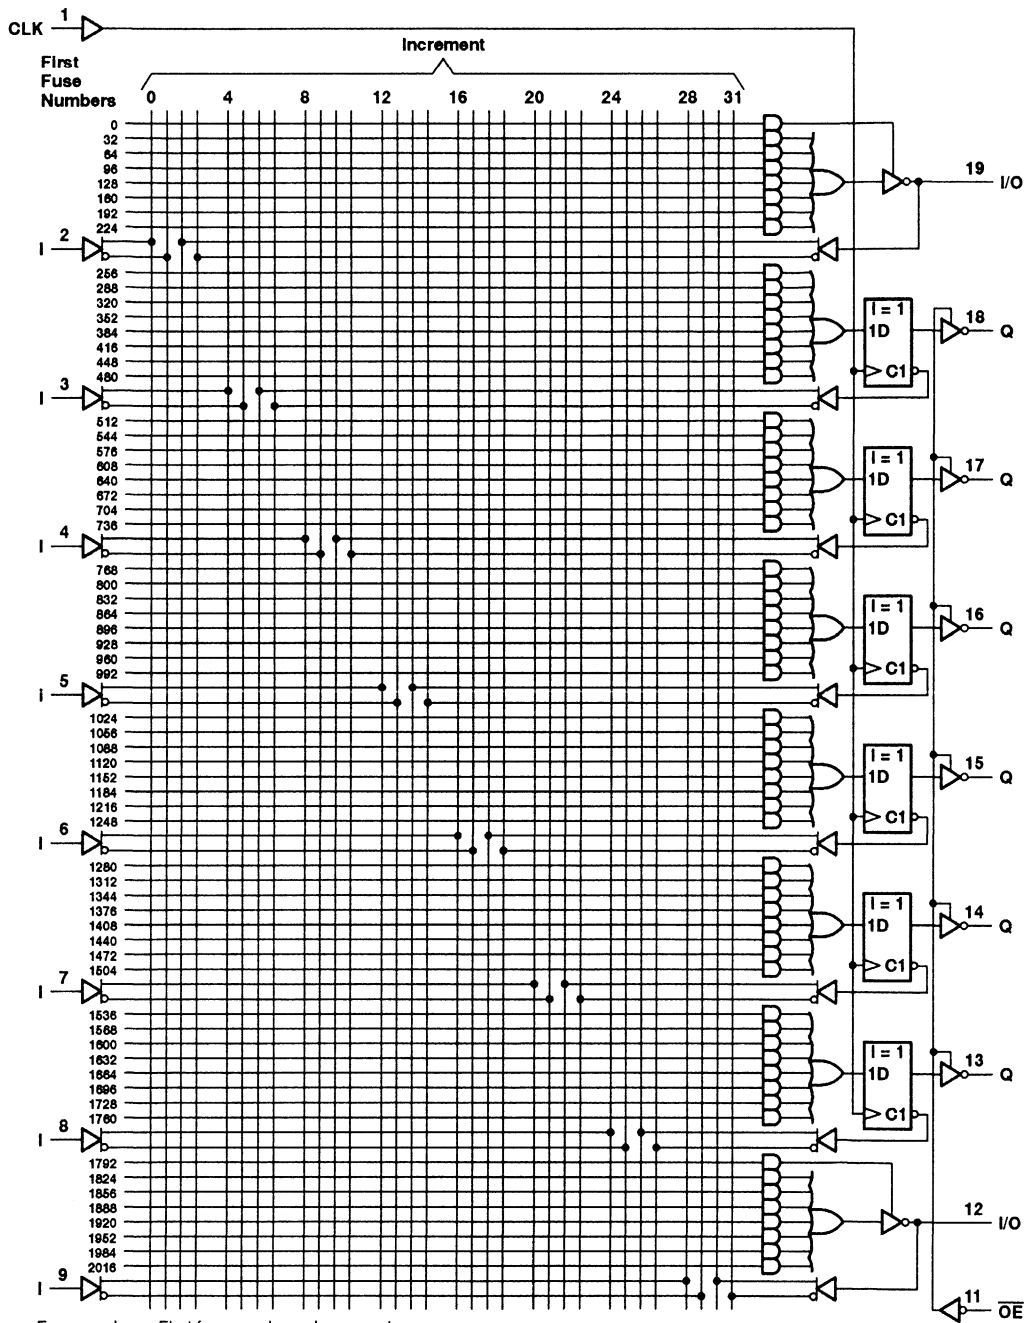 CLK 1
Increment
First
Fuse
Numbers
0 4 8 12 16 20 24 28 31
0
32
64
96
128
160
192
224
19 I/O
I 2
256
288
320
352
384
416
448
480
I = 1
1D
C1
18 Q
I 3
512
544
576
608
640
672
704
736
I = 1
1D
C1
17 Q
I 4
768
800
832
864
896
928
960
992
I = 1
1D
C1
16 Q
i 5
1024
1056
1088
1120
1152
1184
1216
1248
I = 1
1D
C1
15 Q
I 6
1280
1312
1344
1376
1408
1440
1472
1504
I = 1
1D
C1
14 Q
I 7
1536
1568
1600
1632
1664
1696
1728
1760
I = 1
1D
C1
13 Q
I 8
1792
1824
1856
1888
1920
1952
1984
2016
12 I/O
I 9
11 OE